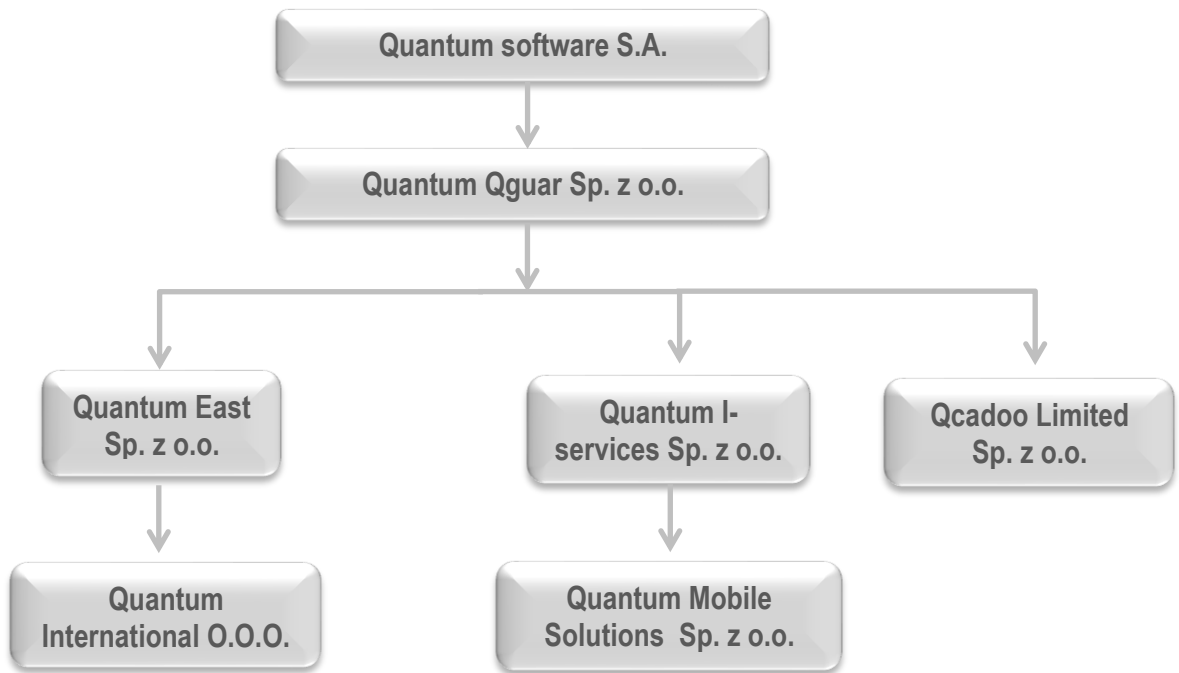 Quantum software S.A.
Quantum Qguar Sp. z o.o.
Quantum East
Sp. z o.o.
Quantum I-
services Sp. z o.o.
Qcadoo Limited
Sp. z o.o.
Quantum
International O.O.O.
Quantum Mobile
Solutions Sp. z o.o.